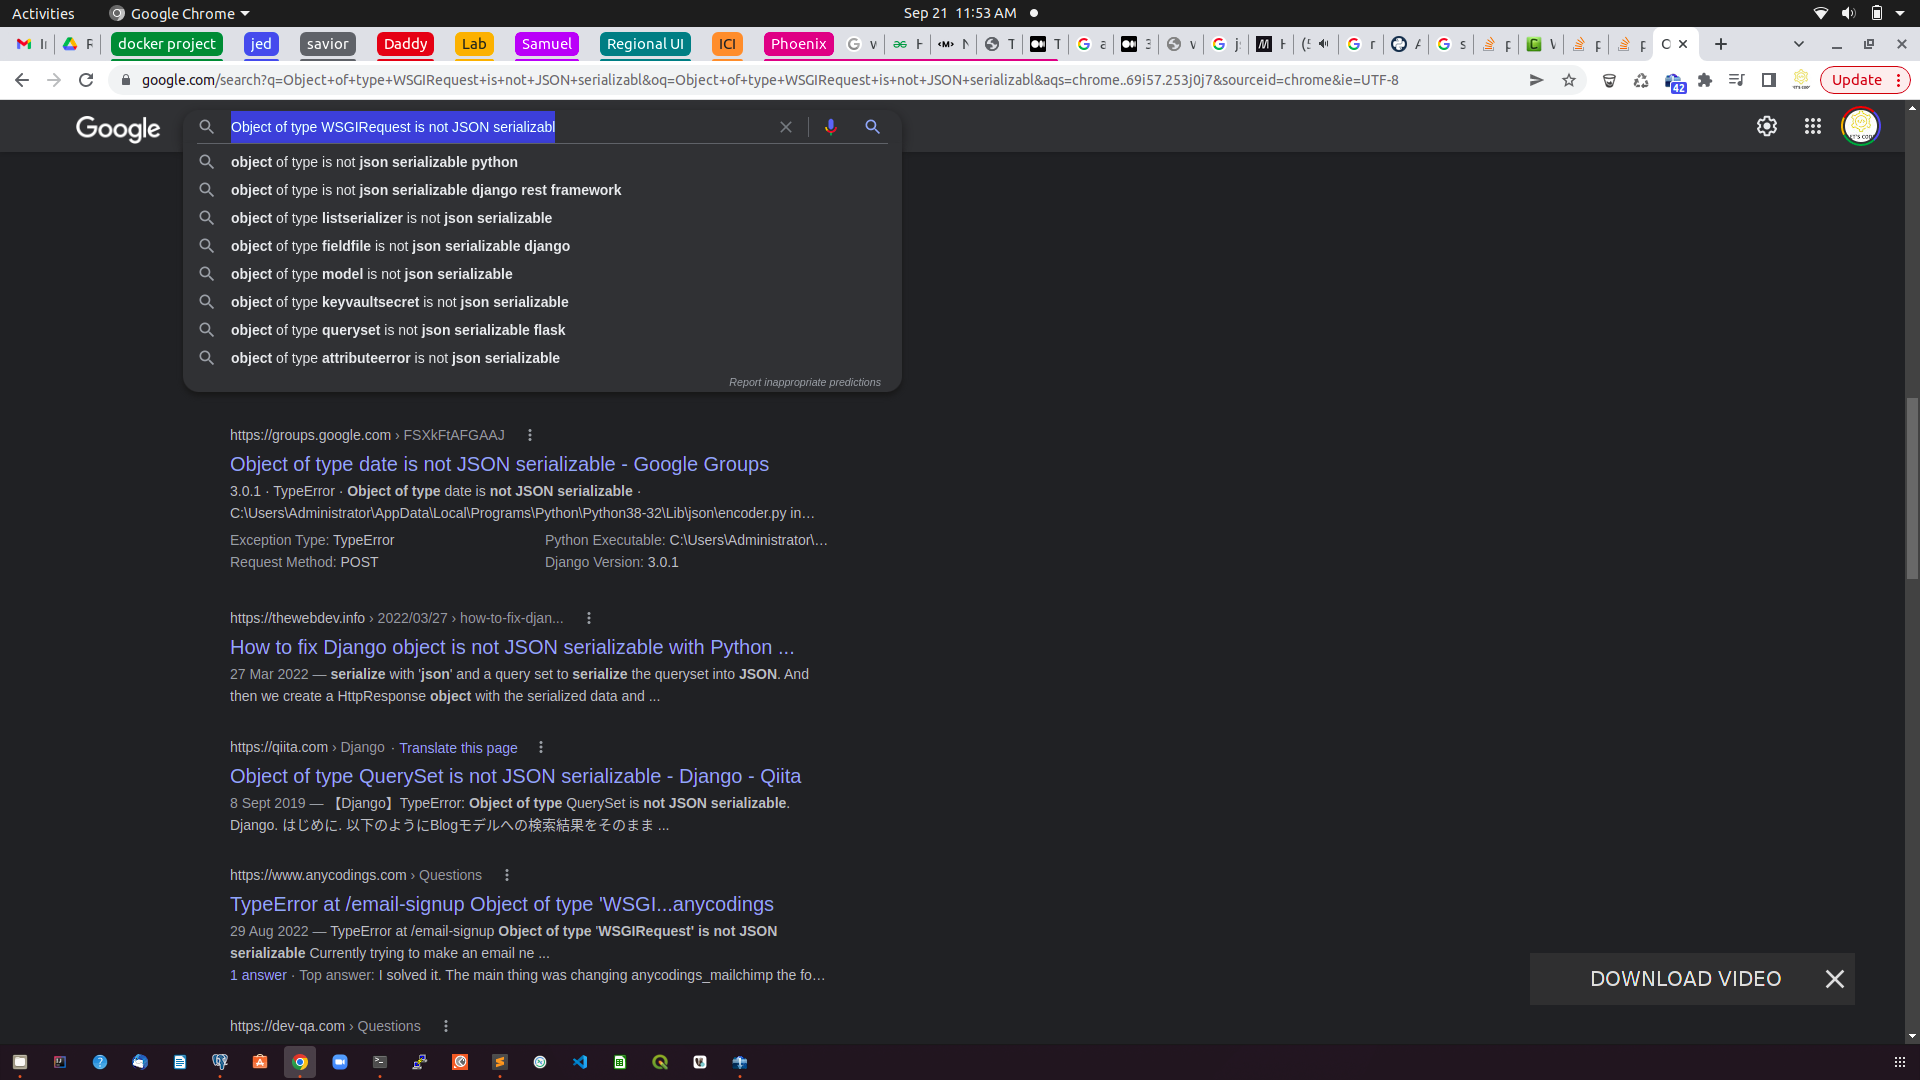 Activities
Google Chrome
Sep 21 11:53 AM
docker project
jed
savior
Daddy
Lab
Samuel
Regional UI
ICI
Phoenix
google.com/search?q=Object+of+type+WSGIRequest+is+not+JSON+serializabl&oq=Object+of+type+WSGIRequest+is+not+JSON+serializabl&aqs=chrome..69i57.253j0j7&sourceid=chrome&ie=UTF-8
42
Update
Google
Object of type WSGIRequest is not JSON serializabl
object of type is not json serializable python
object of type is not json serializable django rest framework
object of type listserializer is not json serializable
object of type fieldfile is not json serializable django
object of type model is not json serializable
object of type keyvaultsecret is not json serializable
object of type queryset is not json serializable flask
object of type attributeerror is not json serializable
Report inappropriate predictions
https://groups.google.com › FSXkFtAFGAAJ
Object of type date is not JSON serializable - Google Groups
3.0.1 · TypeError · Object of type date is not JSON serializable ·
C:\Users\Administrator\AppData\Local\Programs\Python\Python38-32\Lib\json\encoder.py in…
Exception Type: TypeError
Python Executable: C:\Users\Administrator\…
Request Method: POST
Django Version: 3.0.1
https://thewebdev.info › 2022/03/27 › how-to-fix-djan...
How to fix Django object is not JSON serializable with Python ...
27 Mar 2022 — serialize with 'json' and a query set to serialize the queryset into JSON. And
then we create a HttpResponse object with the serialized data and ...
https://qiita.com › Django · Translate this page
Object of type QuerySet is not JSON serializable - Django - Qiita
8 Sept 2019 — 【Django】TypeError: Object of type QuerySet is not JSON serializable.
Django. はじめに. 以下のようにBlogモデルへの検索結果をそのまま ...
https://www.anycodings.com › Questions
TypeError at /email-signup Object of type 'WSGI...anycodings
29 Aug 2022 — TypeError at /email-signup Object of type 'WSGIRequest' is not JSON
serializable Currently trying to make an email ne ...
1 answer · Top answer: I solved it. The main thing was changing anycodings_mailchimp the fo…
DOWNLOAD VIDEO
https://dev-qa.com › Questions